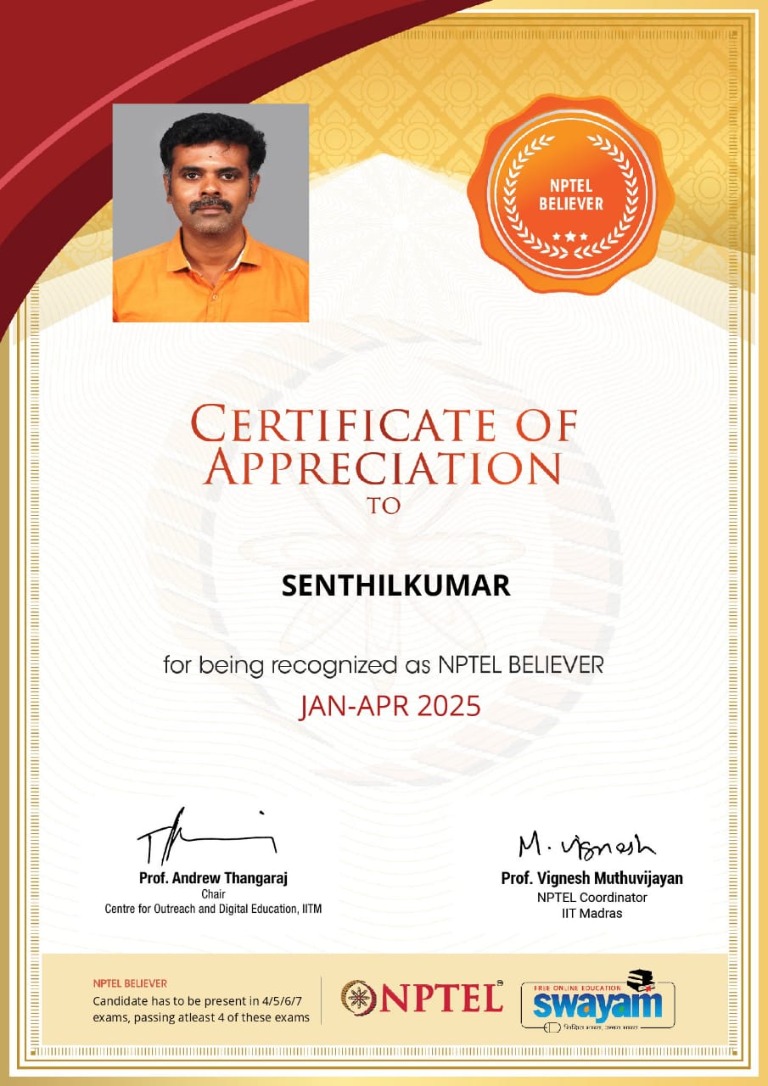 NPTEL
BELIEVER
CERTIFICATE OF
APPRECIATION
TO
SENTHILKUMAR
for being recognized as NPTEL BELIEVER
JAN-APR 2025
M. Vignesh
Prof. Andrew Thangaraj
Chair
Centre for Outreach and Digital Education, IITM
Prof. Vignesh Muthuvijayan
NPTEL Coordinator
IIT Madras
NPTEL BELIEVER
Candidate has to be present in 4/5/6/7
exams, passing atleast 4 of these exams
NPTEL
FREE ONLINE EDUCATION
swayam